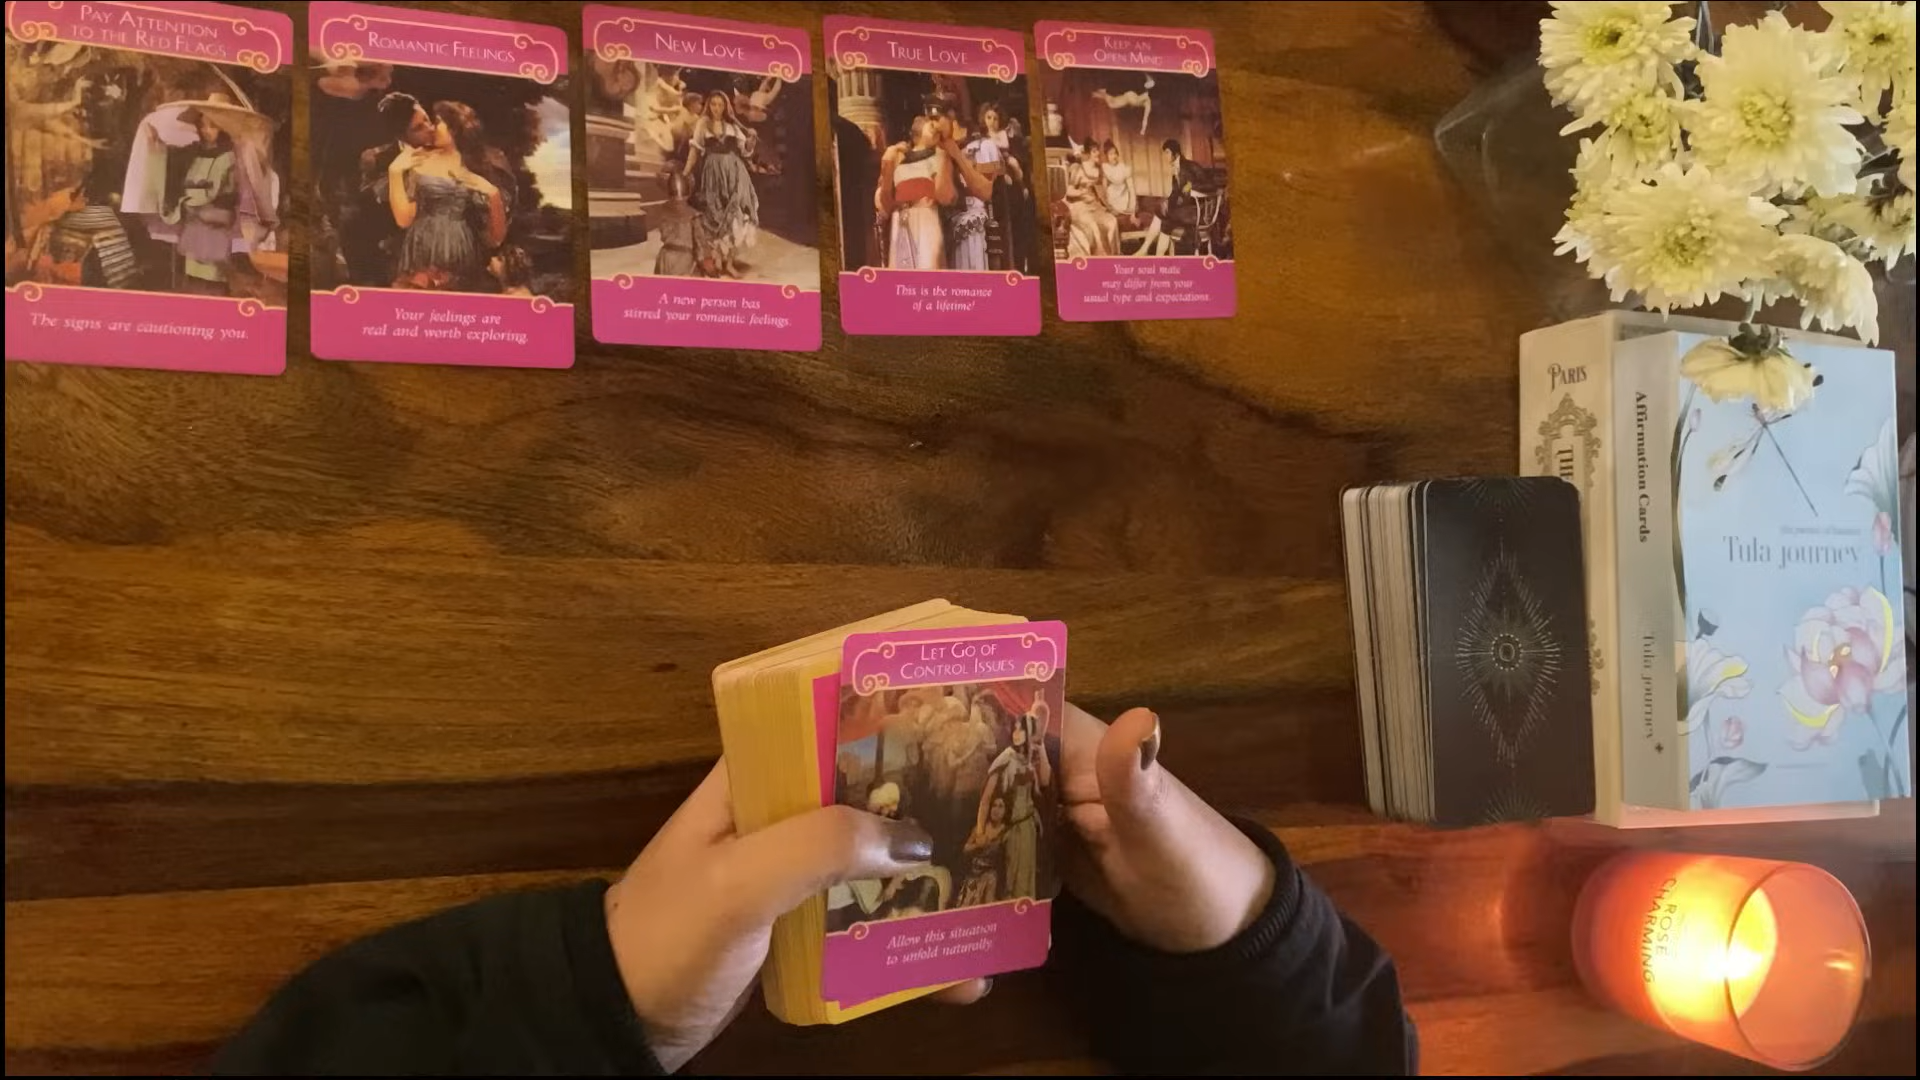 PAY ATTENTION
TO THE RED FLAGS
The signs are cautioning you.
ROMANTIC FEELINGS
Your feelings are
real and worth exploring.
NEW LOVE
A new person has
stirred your romantic feelings.
TRUE LOVE
This is the romance
of a lifetime!
KEEP AN
OPEN MIND
Your soul mate
may differ from your
usual type and expectations.
LET GO OF
CONTROL ISSUES
Allow this situation
to unfold naturally.
PARIS
Affirmation Cards
Tula journey
Tula journey
ROSE
CHARMING